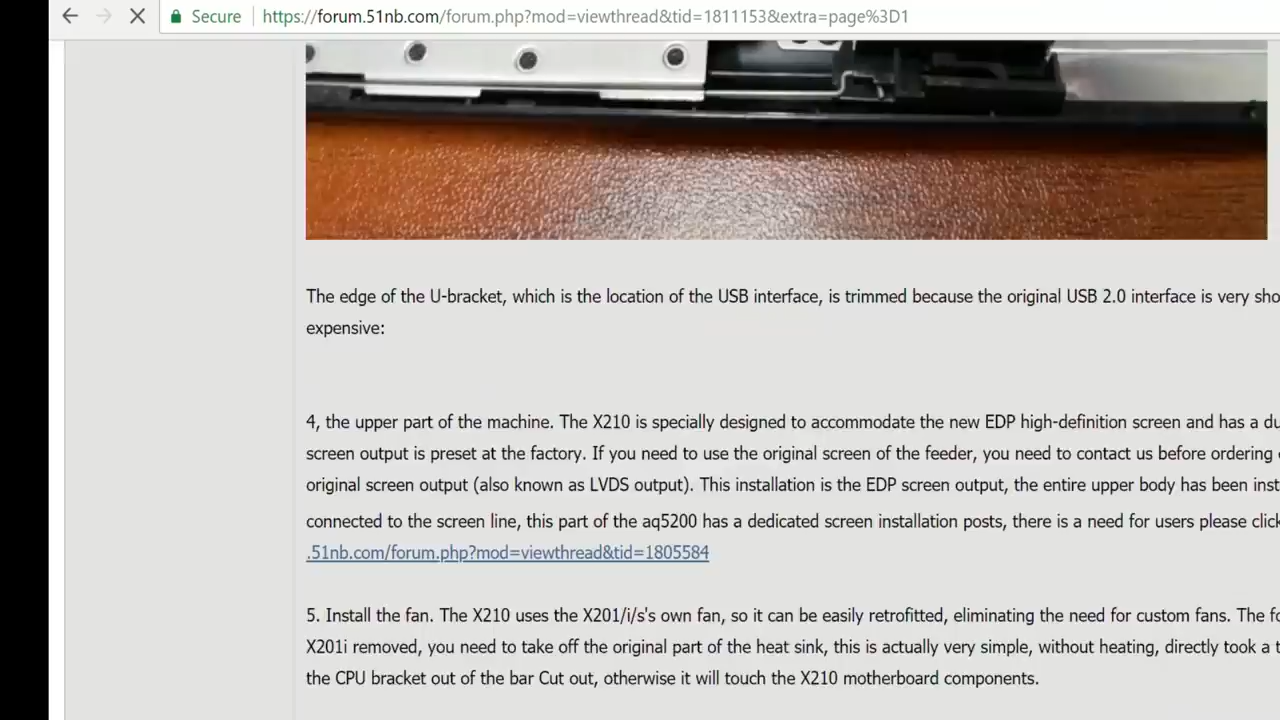 Secure https://forum.51nb.com/forum.php?mod=viewthread&tid=1811153&extra=page%3D1
The edge of the U-bracket, which is the location of the USB interface, is trimmed because the original USB 2.0 interface is very sho
expensive:
4, the upper part of the machine. The X210 is specially designed to accommodate the new EDP high-definition screen and has a du
screen output is preset at the factory. If you need to use the original screen of the feeder, you need to contact us before ordering
original screen output (also known as LVDS output). This installation is the EDP screen output, the entire upper body has been inst
connected to the screen line, this part of the aq5200 has a dedicated screen installation posts, there is a need for users please click
.51nb.com/forum.php?mod=viewthread&tid=1805584
5. Install the fan. The X210 uses the X201/i/s's own fan, so it can be easily retrofitted, eliminating the need for custom fans. The fo
X201i removed, you need to take off the original part of the heat sink, this is actually very simple, without heating, directly took a t
the CPU bracket out of the bar Cut out, otherwise it will touch the X210 motherboard components.